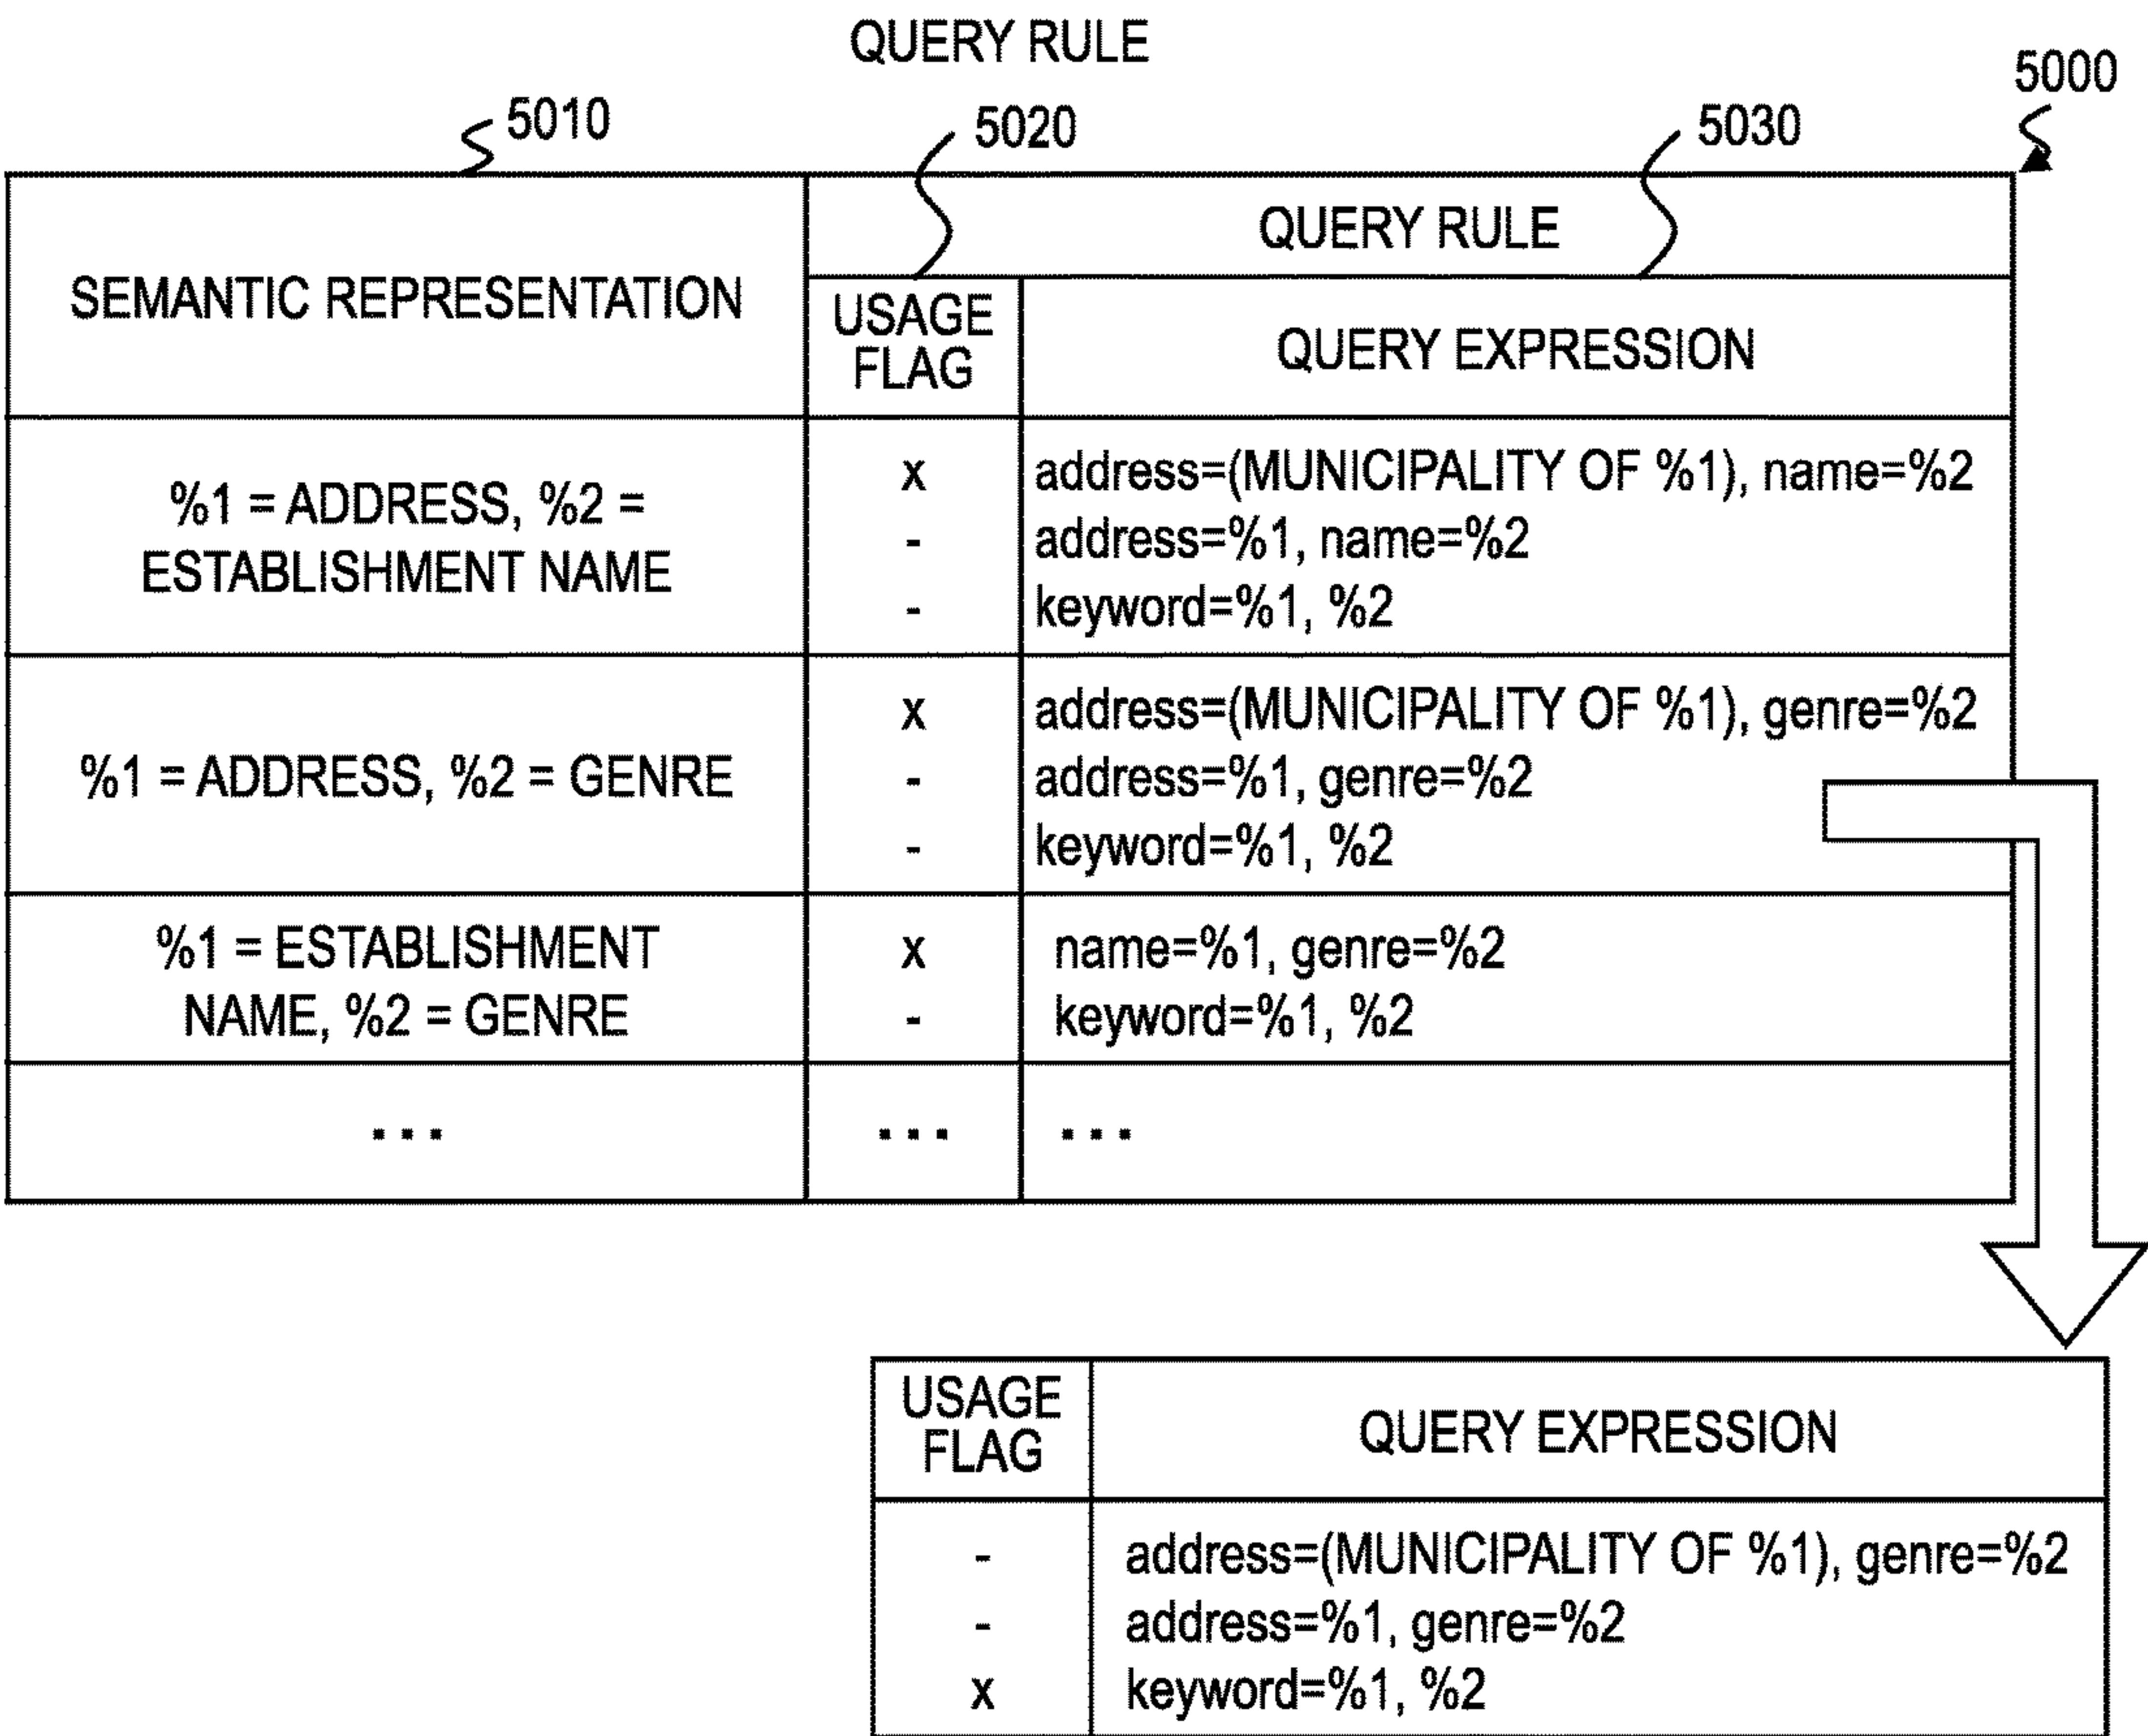 QUERY RULE
5000
5010
5020
5030
QUERY RULE
SEMANTIC REPRESENTATION
USAGE
FLAG
QUERY EXPRESSION
%1 = ADDRESS, %2 =
ESTABLISHMENT NAME
x address=(MUNICIPALITY OF %1), name=%2
- address=%1, name=%2
- keyword=%1, %2
%1 = ADDRESS, %2 = GENRE
x address=(MUNICIPALITY OF %1), genre=%2
- address=%1, genre=%2
- keyword=%1, %2
%1 = ESTABLISHMENT
NAME, %2 = GENRE
x name=%1, genre=%2
- keyword=%1, %2
... ... ...
USAGE
FLAG
QUERY EXPRESSION
- address=(MUNICIPALITY OF %1), genre=%2
- address=%1, genre=%2
x keyword=%1, %2